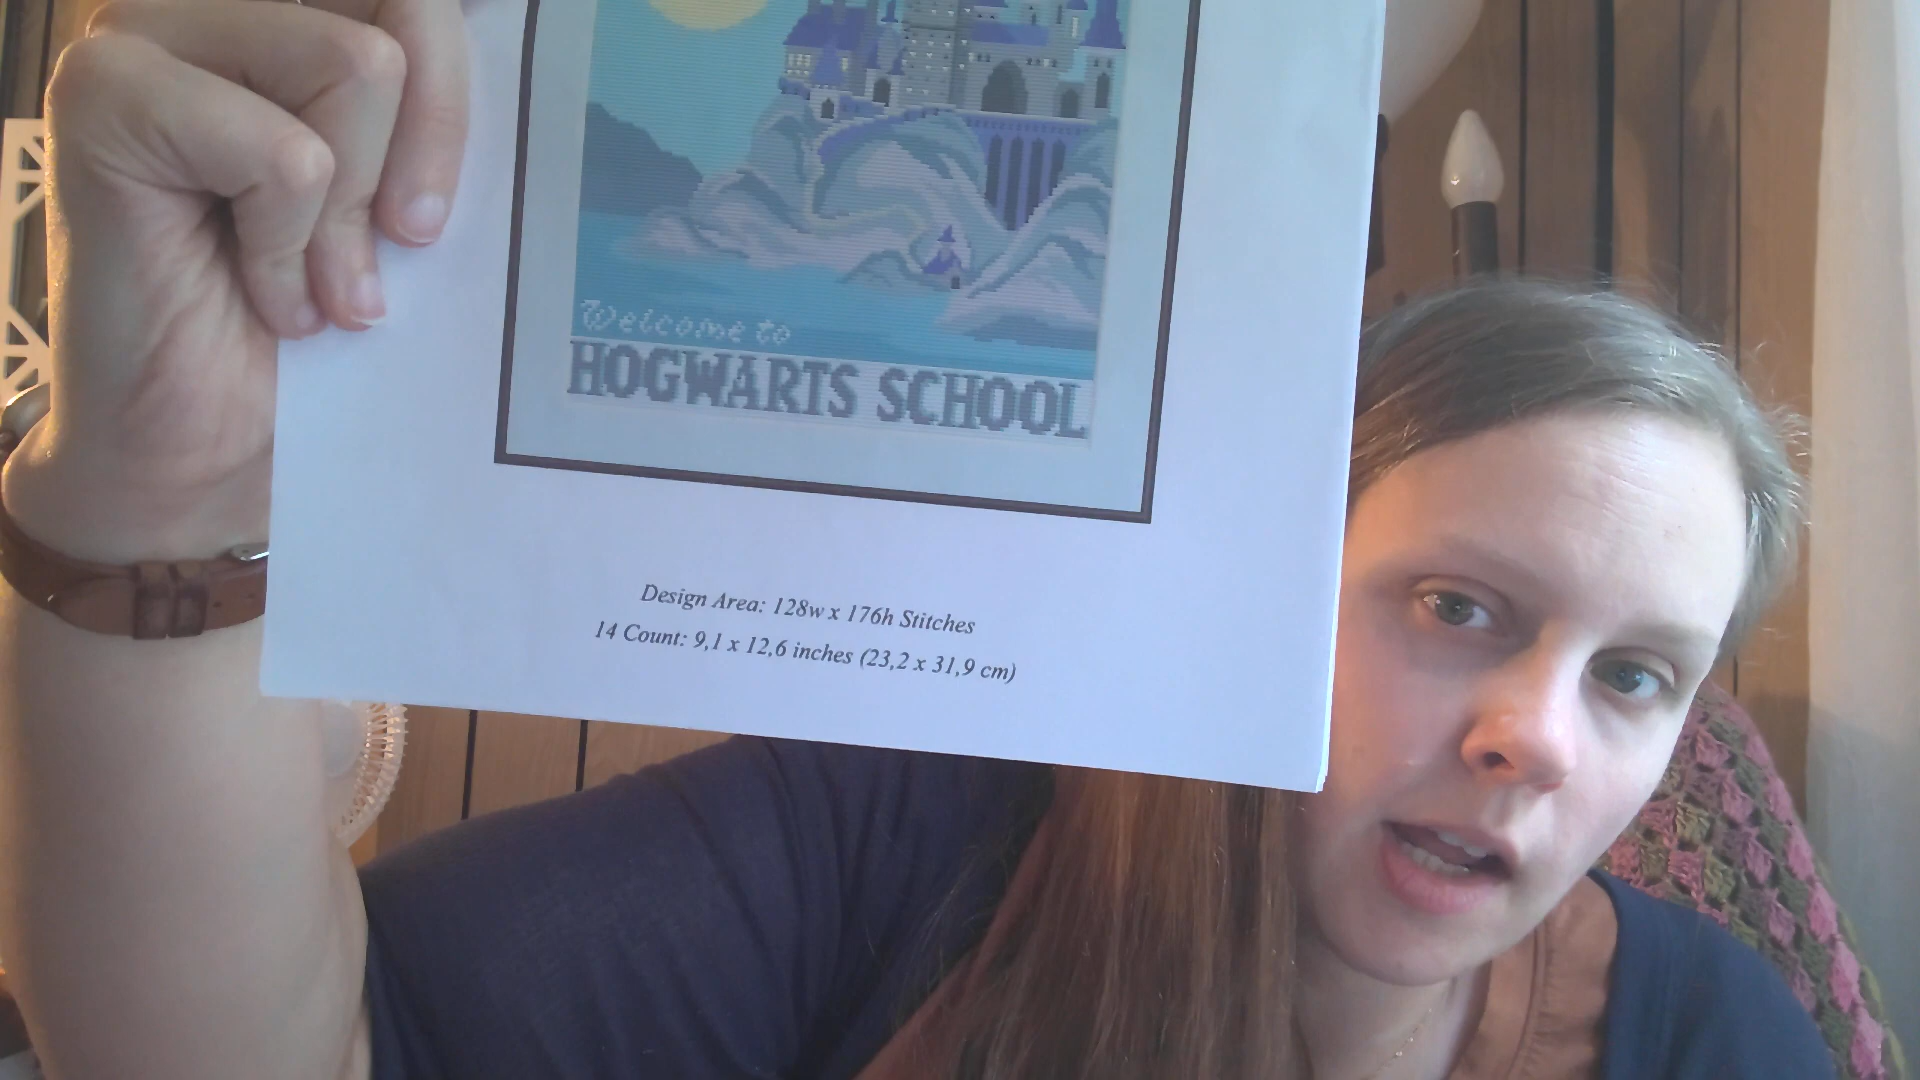 Welcome to
HOGWARTS SCHOOL
Design Area: 128w x 176h Stitches
14 Count: 9,1 x 12,6 inches (23,2 x 31,9 cm)